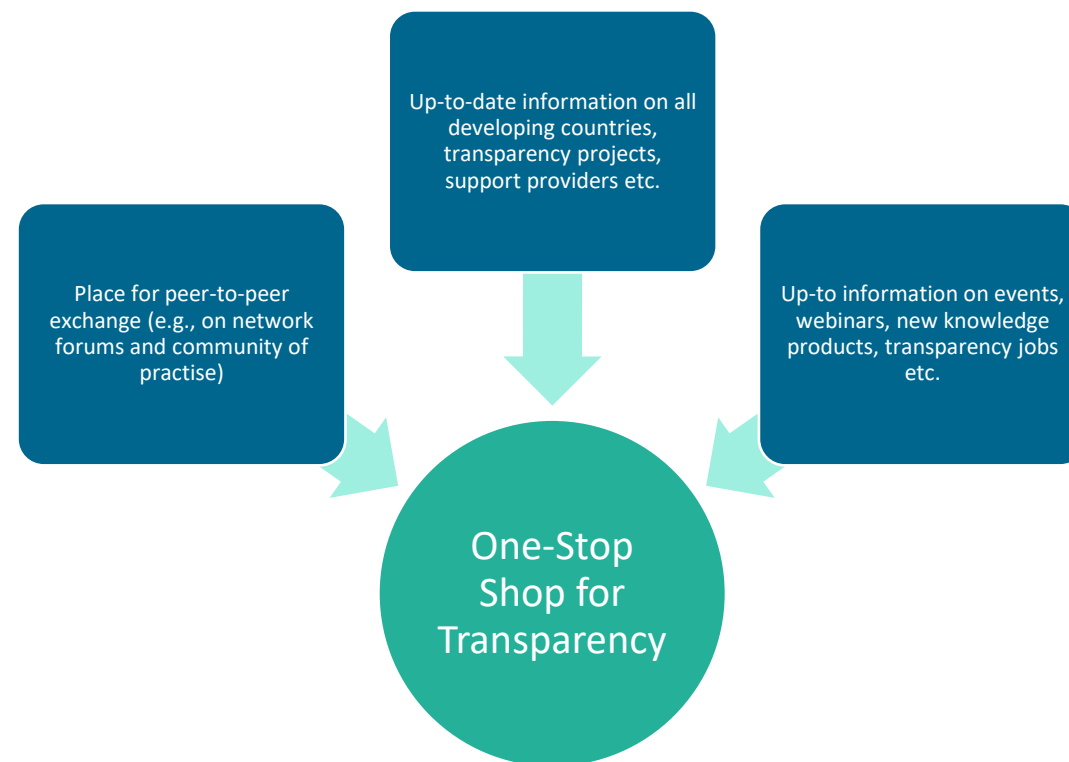 Up-to-date information on all
developing countries,
transparency projects,
support providers etc.
Place for peer-to-peer
exchange (e.g., on network
forums and community of
practise)
Up-to information on events,
webinars, new knowledge
products, transparency jobs
etc.
One-Stop
Shop for
Transparency